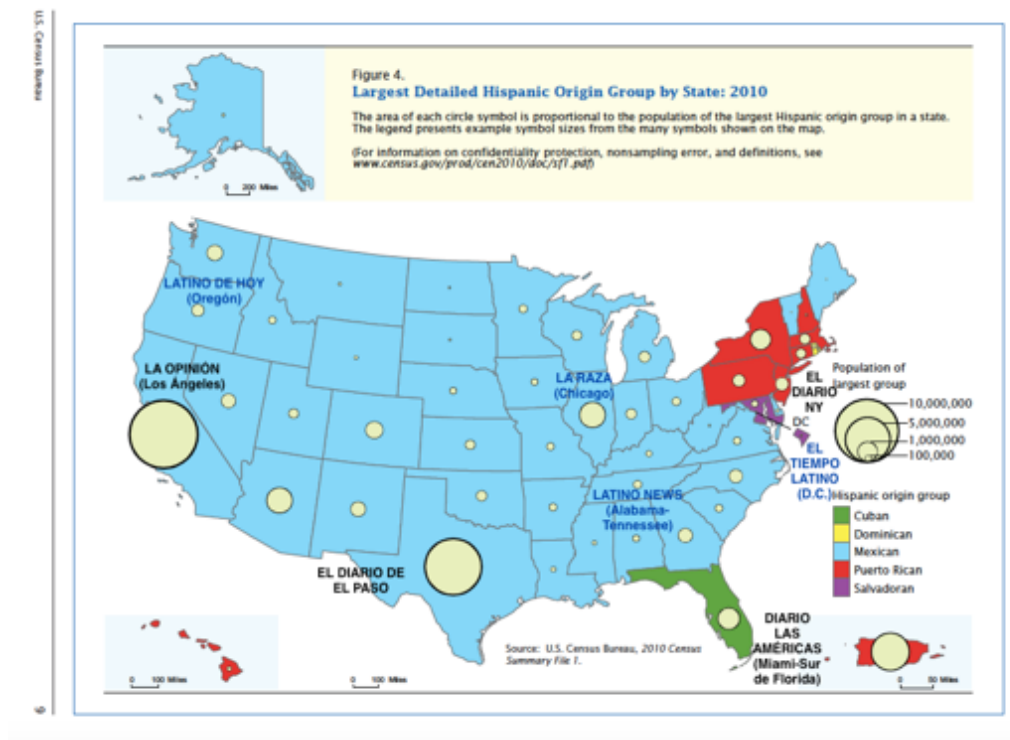 U.S. Census Bureau
Figure 4.
Largest Detailed Hispanic Origin Group by State: 2010
The area of each circle symbol is proportional to the population of the largest Hispanic origin group in a state.
The legend presents example symbol sizes from the many symbols shown on the map.
(For information on confidentiality protection, nonsampling error, and definitions, see
www.census.gov/prod/cen2010/doc/sf1.pdf)
0 200 Miles
LATINO DE HOY
(Oregón)
LA OPINIÓN
(Los Ángeles)
LA RAZA
(Chicago)
EL
DIARIO
NY
DC
EL
TIEMPO
LATINO
(D.C.)
Population of
largest group
10,000,000
5,000,000
1,000,000
100,000
LATINO NEWS
(Alabama-
Tennessee)
Hispanic origin group
Cuban
Dominican
Mexican
Puerto Rican
Salvadoran
EL DIARIO DE
EL PASO
DIARIO
LAS
AMÉRICAS
(Miami-Sur
de Florida)
Source: U.S. Census Bureau, 2010 Census
Summary File 1.
0 100 Miles
0 100 Miles
0 50 Miles
9